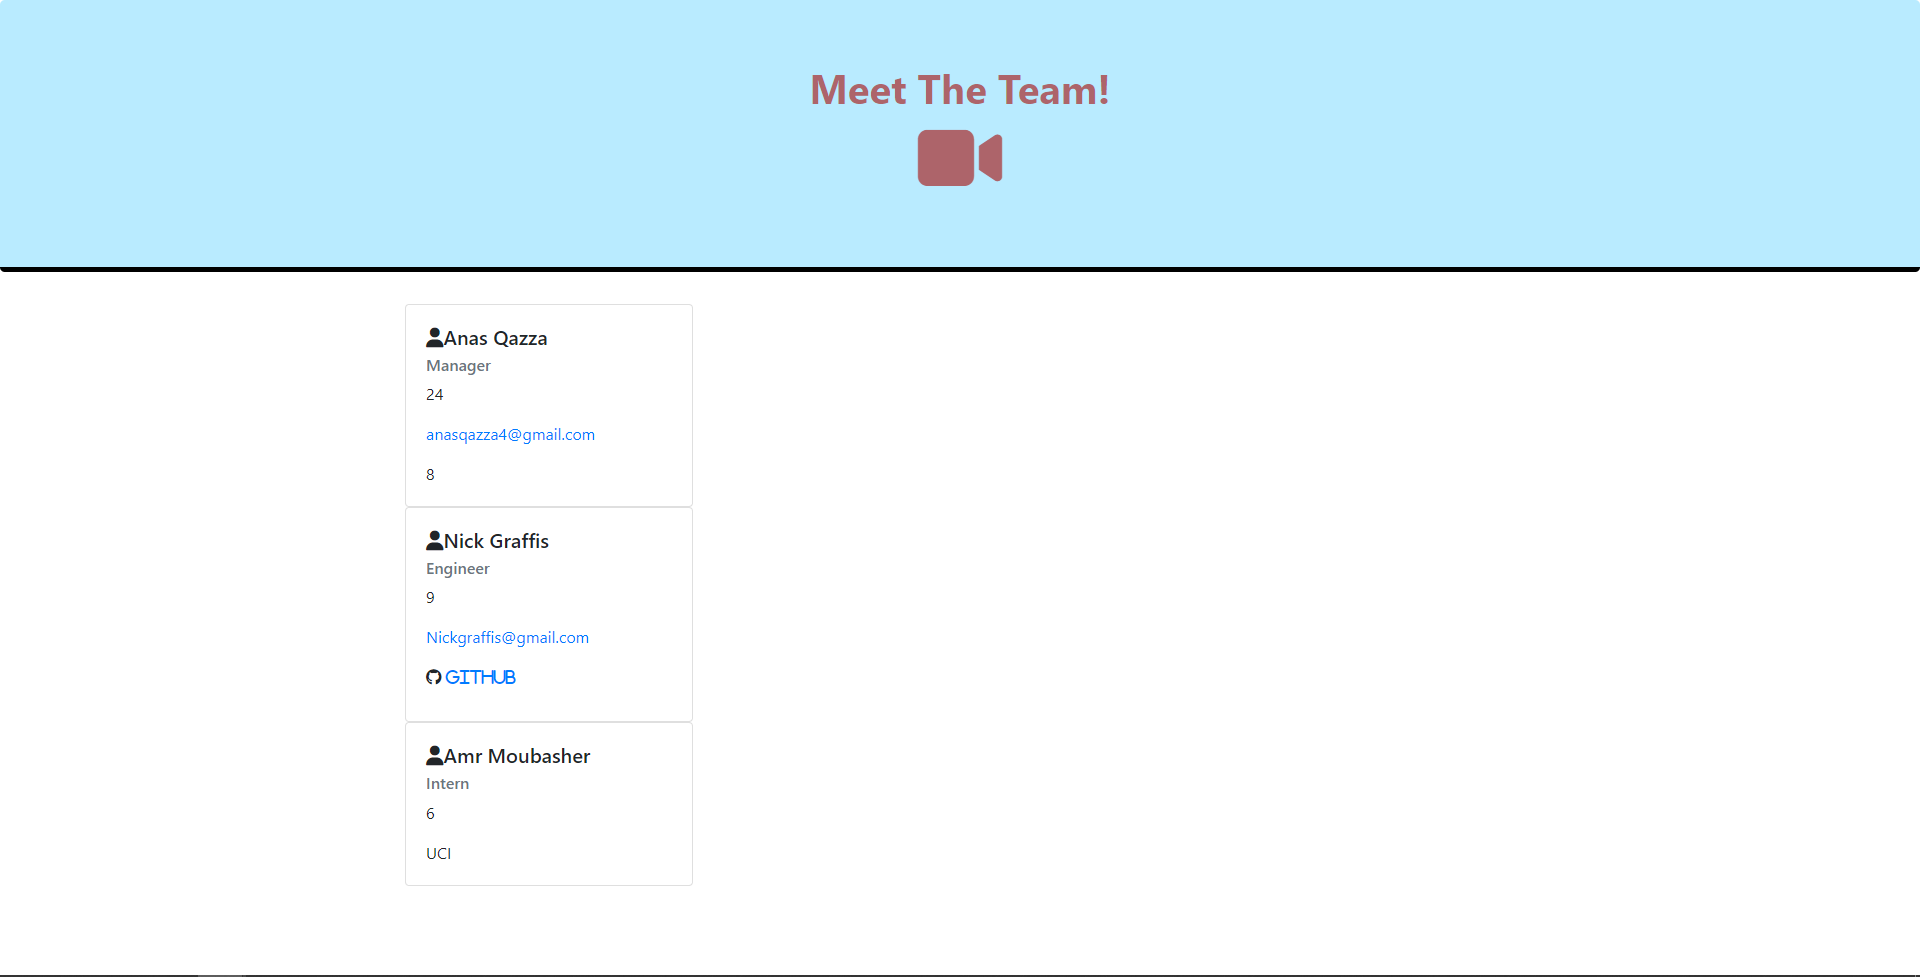 Meet The Team!
Anas Qazza
Manager
24
anasqazza4@gmail.com
8
Nick Graffis
Engineer
9
Nickgraffis@gmail.com
GITHUB
Amr Moubasher
Intern
6
UCI